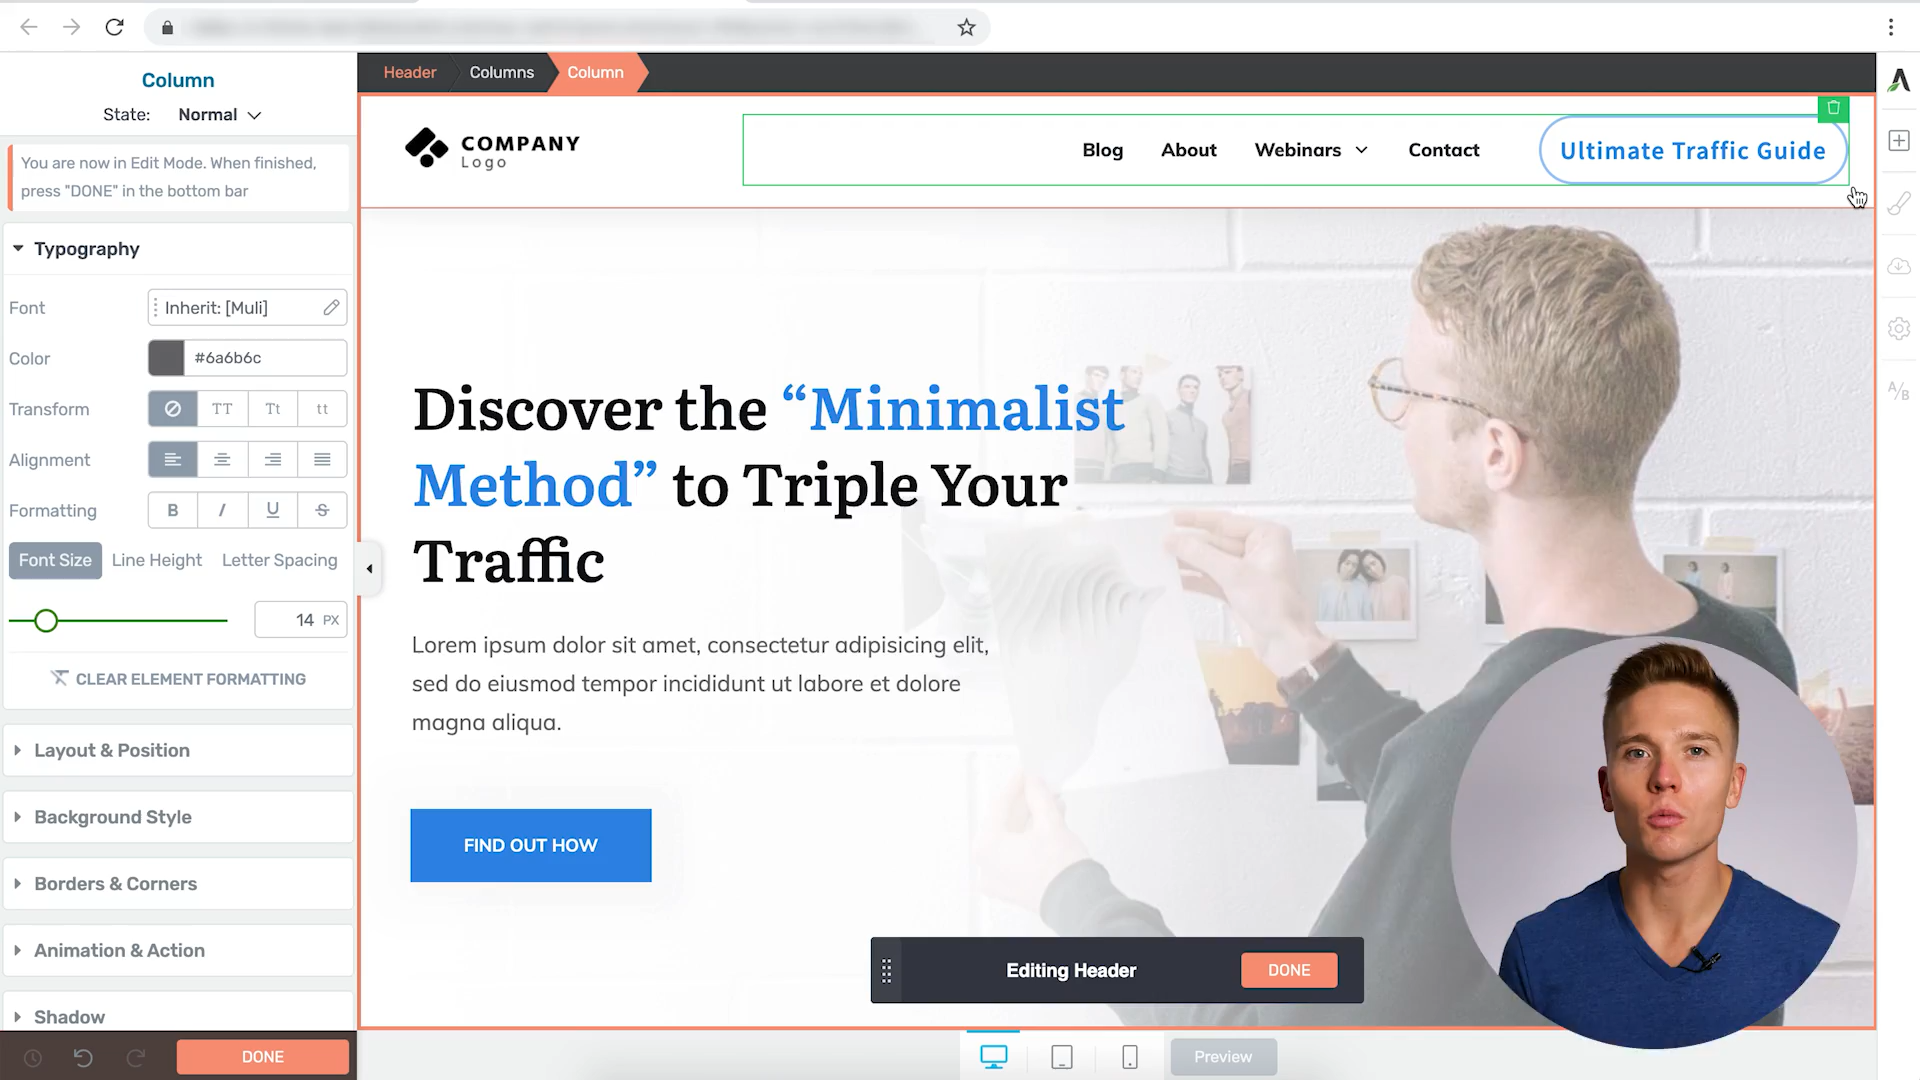 Column
State: Normal
You are now in Edit Mode. When finished,
press "DONE" in the bottom bar
Typography
Font Inherit: [Muli]
Color #6a6b6c
Transform TT Tt tt
Alignment
Formatting B I U S
Font Size Line Height Letter Spacing
14 PX
CLEAR ELEMENT FORMATTING
Layout & Position
Background Style
Borders & Corners
Animation & Action
Shadow
DONE
Header Columns Column
COMPANY
Logo
Blog About Webinars Contact Ultimate Traffic Guide
Discover the “Minimalist
Method” to Triple Your
Traffic
Lorem ipsum dolor sit amet, consectetur adipisicing elit,
sed do eiusmod tempor incididunt ut labore et dolore
magna aliqua.
FIND OUT HOW
Editing Header DONE
Preview
A/B